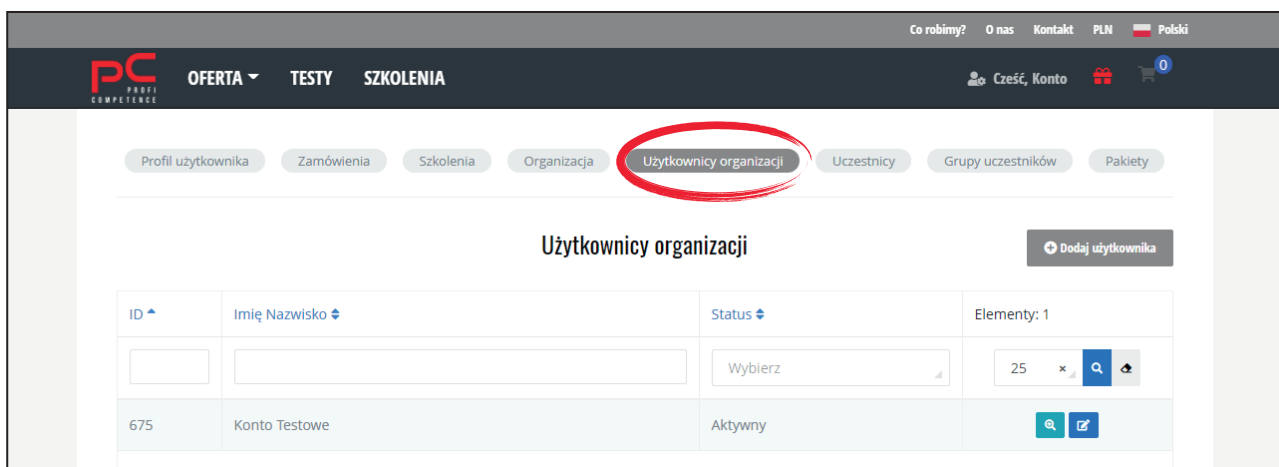 Co robimy? O nas Kontakt PLN Polski
PC
PROFI
COMPETENCE
OFERTA TESTY SZKOLENIA Cześć, Konto 0
Profil użytkownika Zamówienia Szkolenia Organizacja Użytkownicy organizacji Uczestnicy Grupy uczestników Pakiety
Użytkownicy organizacji Dodaj użytkownika
ID Imię Nazwisko Status Elementy: 1
Wybierz 25 ×
675 Konto Testowe Aktywny